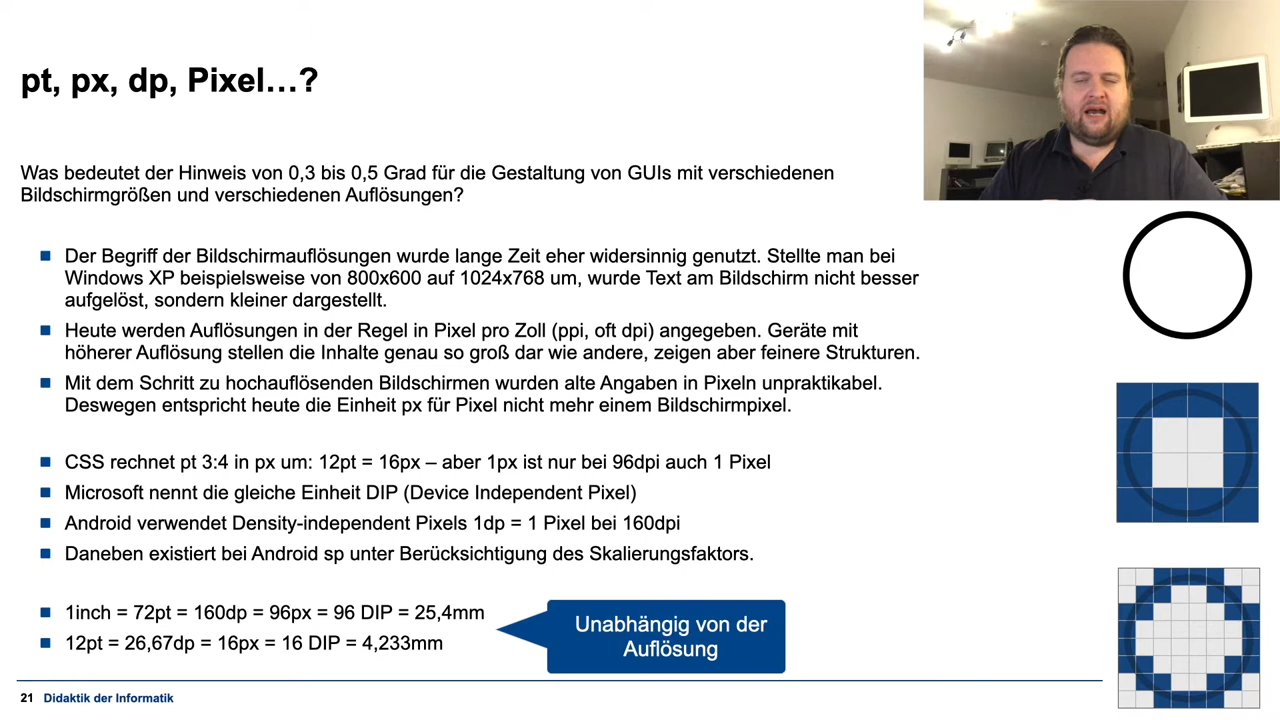 pt, px, dp, Pixel…?
Was bedeutet der Hinweis von 0,3 bis 0,5 Grad für die Gestaltung von GUIs mit verschiedenen
Bildschirmgrößen und verschiedenen Auflösungen?
Der Begriff der Bildschirmauflösungen wurde lange Zeit eher widersinnig genutzt. Stellte man bei
Windows XP beispielsweise von 800x600 auf 1024x768 um, wurde Text am Bildschirm nicht besser
aufgelöst, sondern kleiner dargestellt.
Heute werden Auflösungen in der Regel in Pixel pro Zoll (ppi, oft dpi) angegeben. Geräte mit
höherer Auflösung stellen die Inhalte genau so groß dar wie andere, zeigen aber feinere Strukturen.
Mit dem Schritt zu hochauflösenden Bildschirmen wurden alte Angaben in Pixeln unpraktikabel.
Deswegen entspricht heute die Einheit px für Pixel nicht mehr einem Bildschirmpixel.
CSS rechnet pt 3:4 in px um: 12pt = 16px – aber 1px ist nur bei 96dpi auch 1 Pixel
Microsoft nennt die gleiche Einheit DIP (Device Independent Pixel)
Android verwendet Density-independent Pixels 1dp = 1 Pixel bei 160dpi
Daneben existiert bei Android sp unter Berücksichtigung des Skalierungsfaktors.
1inch = 72pt = 160dp = 96px = 96 DIP = 25,4mm
12pt = 26,67dp = 16px = 16 DIP = 4,233mm
Unabhängig von der
Auflösung
21 Didaktik der Informatik